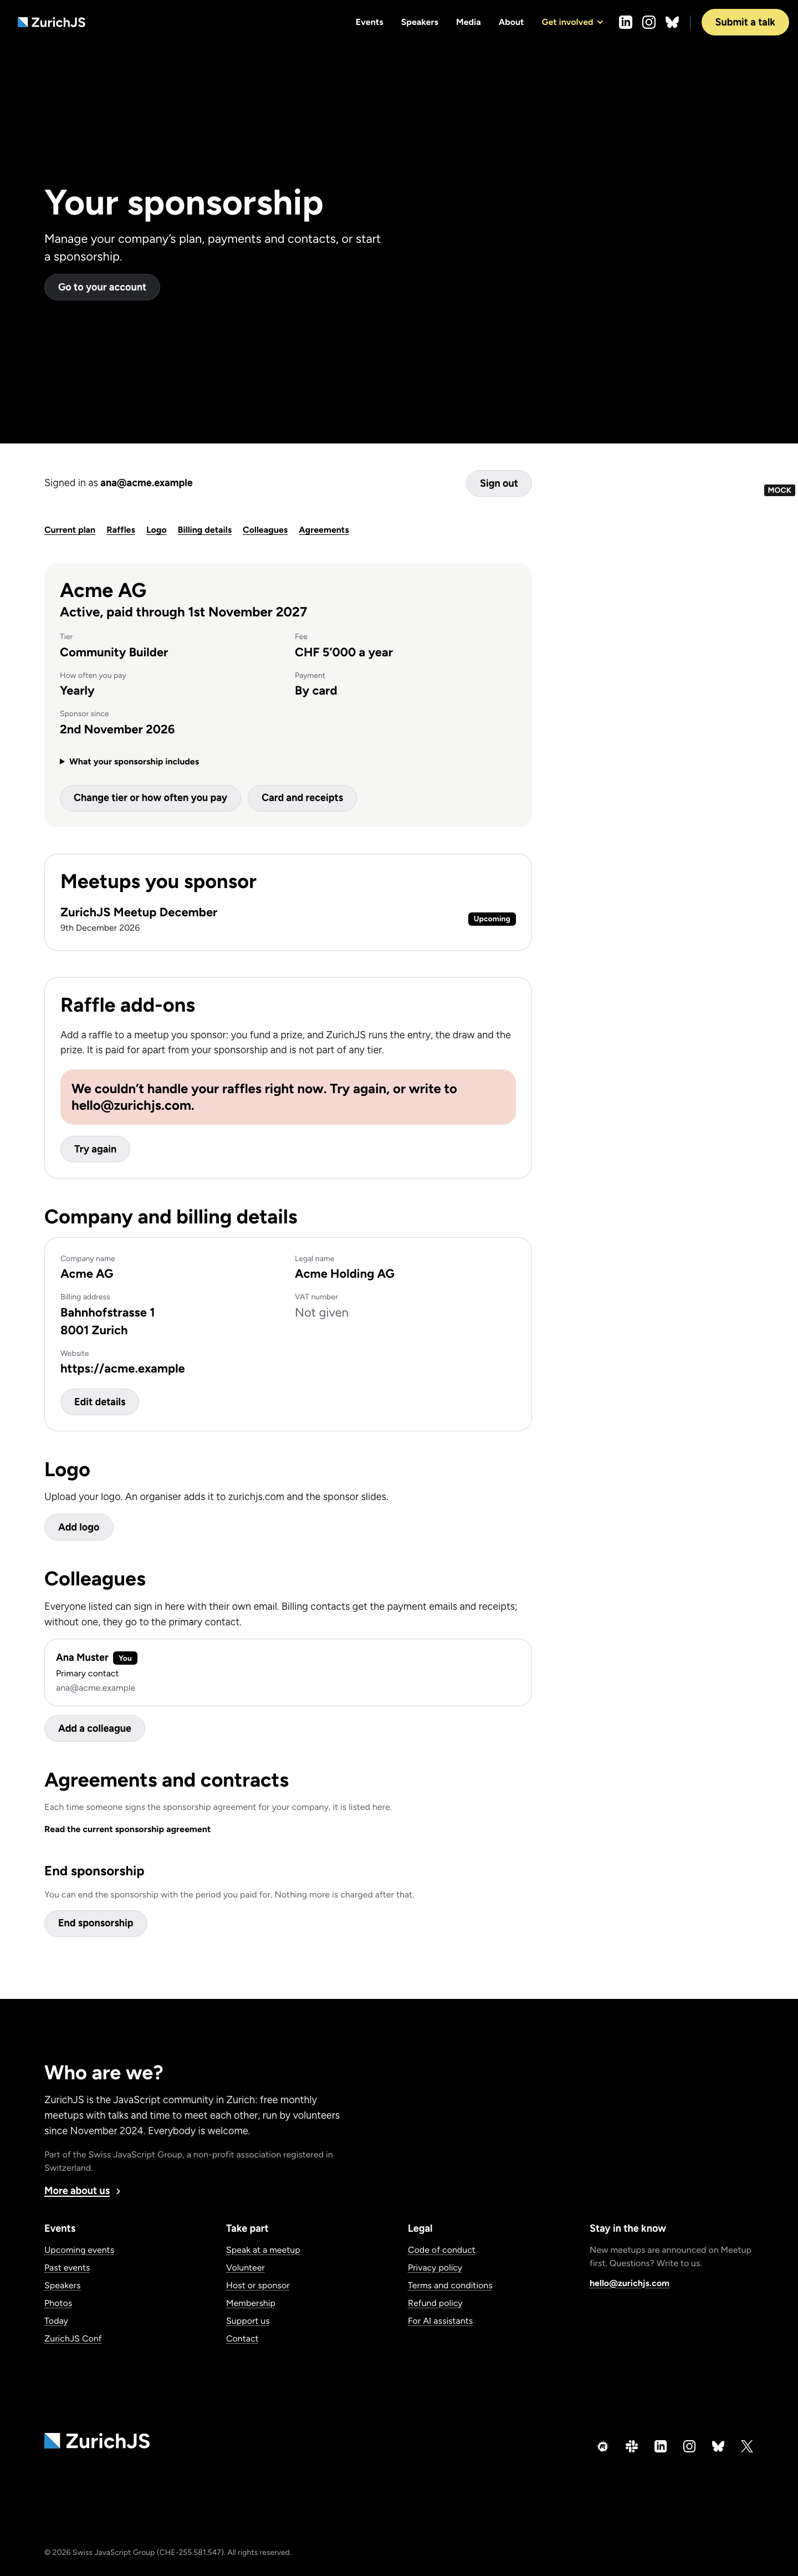 ZurichJS
Events
Speakers
Media
About
Get involved
Submit a talk
Your sponsorship
Manage your company’s plan, payments and contacts, or start
a sponsorship.
Go to your account
Signed in as ana@acme.example
Sign out
MOCK
Current plan
Raffles
Logo
Billing details
Colleagues
Agreements
Acme AG
Active, paid through 1st November 2027
Tier
Community Builder
Fee
CHF 5’000 a year
How often you pay
Yearly
Payment
By card
Sponsor since
2nd November 2026
What your sponsorship includes
Change tier or how often you pay
Card and receipts
Meetups you sponsor
ZurichJS Meetup December
9th December 2026
Upcoming
Raffle add-ons
Add a raffle to a meetup you sponsor: you fund a prize, and ZurichJS runs the entry, the draw and the
prize. It is paid for apart from your sponsorship and is not part of any tier.
We couldn’t handle your raffles right now. Try again, or write to
hello@zurichjs.com.
Try again
Company and billing details
Company name
Acme AG
Legal name
Acme Holding AG
Billing address
Bahnhofstrasse 1
8001 Zurich
VAT number
Not given
Website
https://acme.example
Edit details
Logo
Upload your logo. An organiser adds it to zurichjs.com and the sponsor slides.
Add logo
Colleagues
Everyone listed can sign in here with their own email. Billing contacts get the payment emails and receipts;
without one, they go to the primary contact.
Ana Muster You
Primary contact
ana@acme.example
Add a colleague
Agreements and contracts
Each time someone signs the sponsorship agreement for your company, it is listed here.
Read the current sponsorship agreement
End sponsorship
You can end the sponsorship with the period you paid for. Nothing more is charged after that.
End sponsorship
Who are we?
ZurichJS is the JavaScript community in Zurich: free monthly
meetups with talks and time to meet each other, run by volunteers
since November 2024. Everybody is welcome.
Part of the Swiss JavaScript Group, a non-profit association registered in
Switzerland.
More about us
Events
Upcoming events
Past events
Speakers
Photos
Today
ZurichJS Conf
Take part
Speak at a meetup
Volunteer
Host or sponsor
Membership
Support us
Contact
Legal
Code of conduct
Privacy policy
Terms and conditions
Refund policy
For AI assistants
Stay in the know
New meetups are announced on Meetup
first. Questions? Write to us.
hello@zurichjs.com
ZurichJS
© 2026 Swiss JavaScript Group (CHE-255.581.547). All rights reserved.